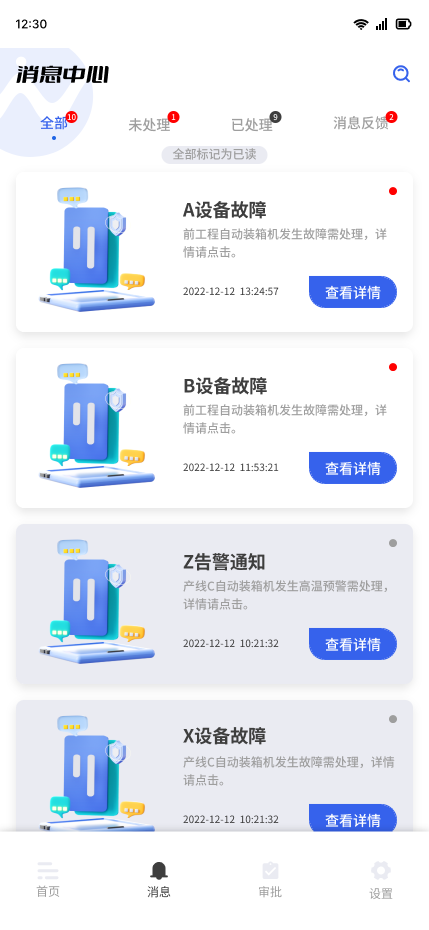 12:30
消息中心
全部 10 未处理 1 已处理 9 消息反馈 2
全部标记为已读
A设备故障
前工程自动装箱机发生故障需处理，详
情请点击。
2022-12-12 13:24:57 查看详情
B设备故障
前工程自动装箱机发生故障需处理，详
情请点击。
2022-12-12 11:53:21 查看详情
Z告警通知
产线C自动装箱机发生高温预警需处理，
详情请点击。
2022-12-12 10:21:32 查看详情
X设备故障
产线C自动装箱机发生故障需处理，详情
请点击。
2022-12-12 10:21:32 查看详情
首页 消息 审批 设置